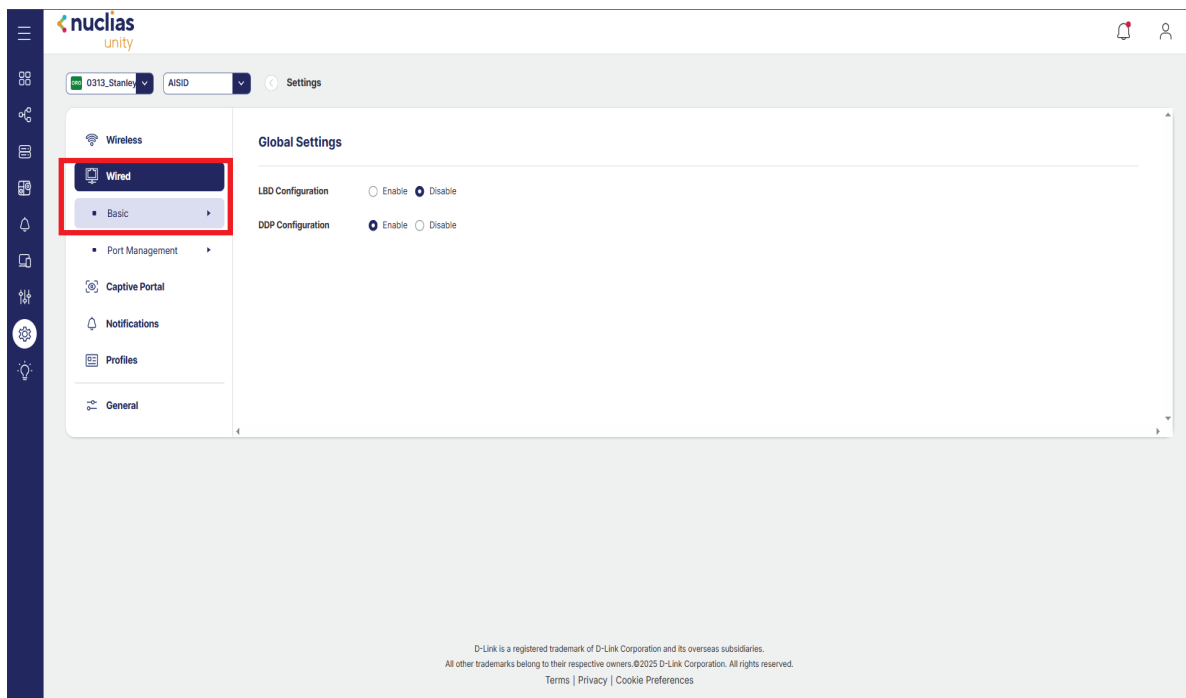 nuclias
unity
ORG 0313_Stanley AISID Settings
Wireless
Wired
Basic
Port Management
Captive Portal
Notifications
Profiles
General
Global Settings
LBD Configuration Enable Disable
DDP Configuration Enable Disable
D-Link is a registered trademark of D-Link Corporation and its overseas subsidiaries.
All other trademarks belong to their respective owners.©2025 D-Link Corporation. All rights reserved.
Terms | Privacy | Cookie Preferences